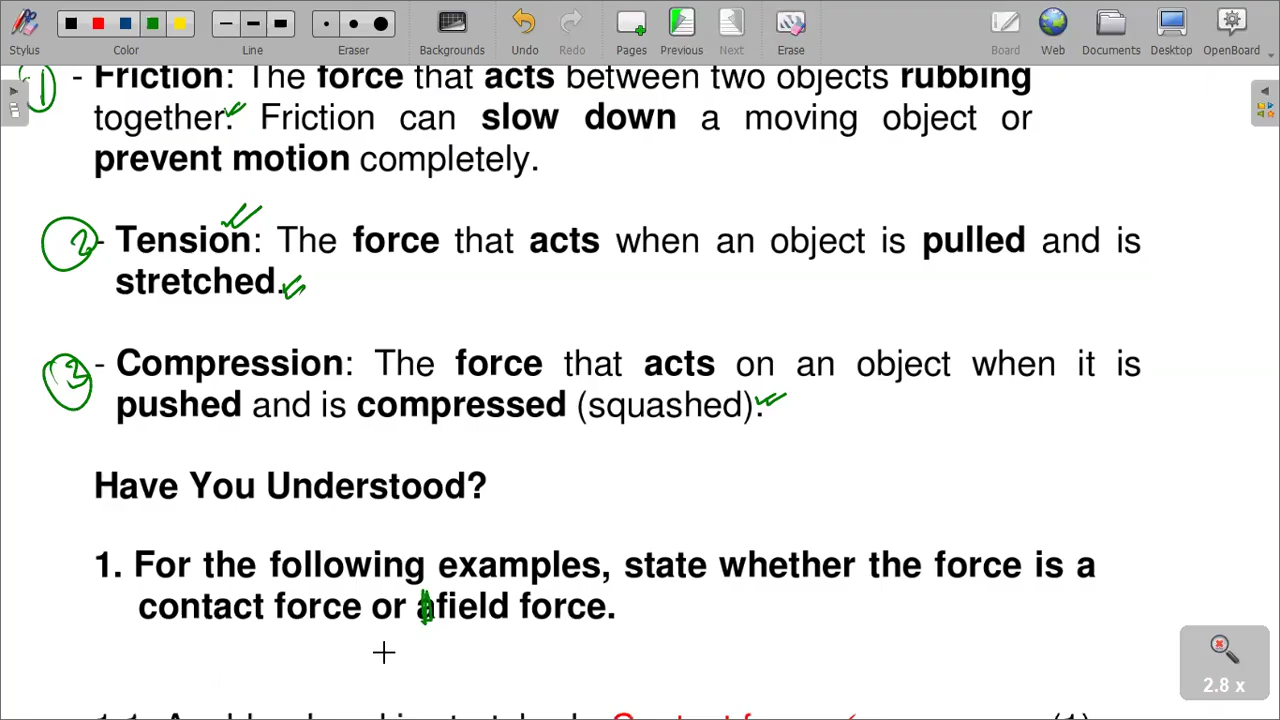 Stylus
Color
Line
Eraser
Backgrounds
Undo
Redo
Pages
Previous
Next
Erase
Board
Web
Documents
Desktop
OpenBoard
1 - Friction: The force that acts between two objects rubbing
together. Friction can slow down a moving object or
prevent motion completely.
2 - Tension: The force that acts when an object is pulled and is
stretched.
3 - Compression: The force that acts on an object when it is
pushed and is compressed (squashed).
Have You Understood?
1. For the following examples, state whether the force is a
contact force or a field force.
2.8 x